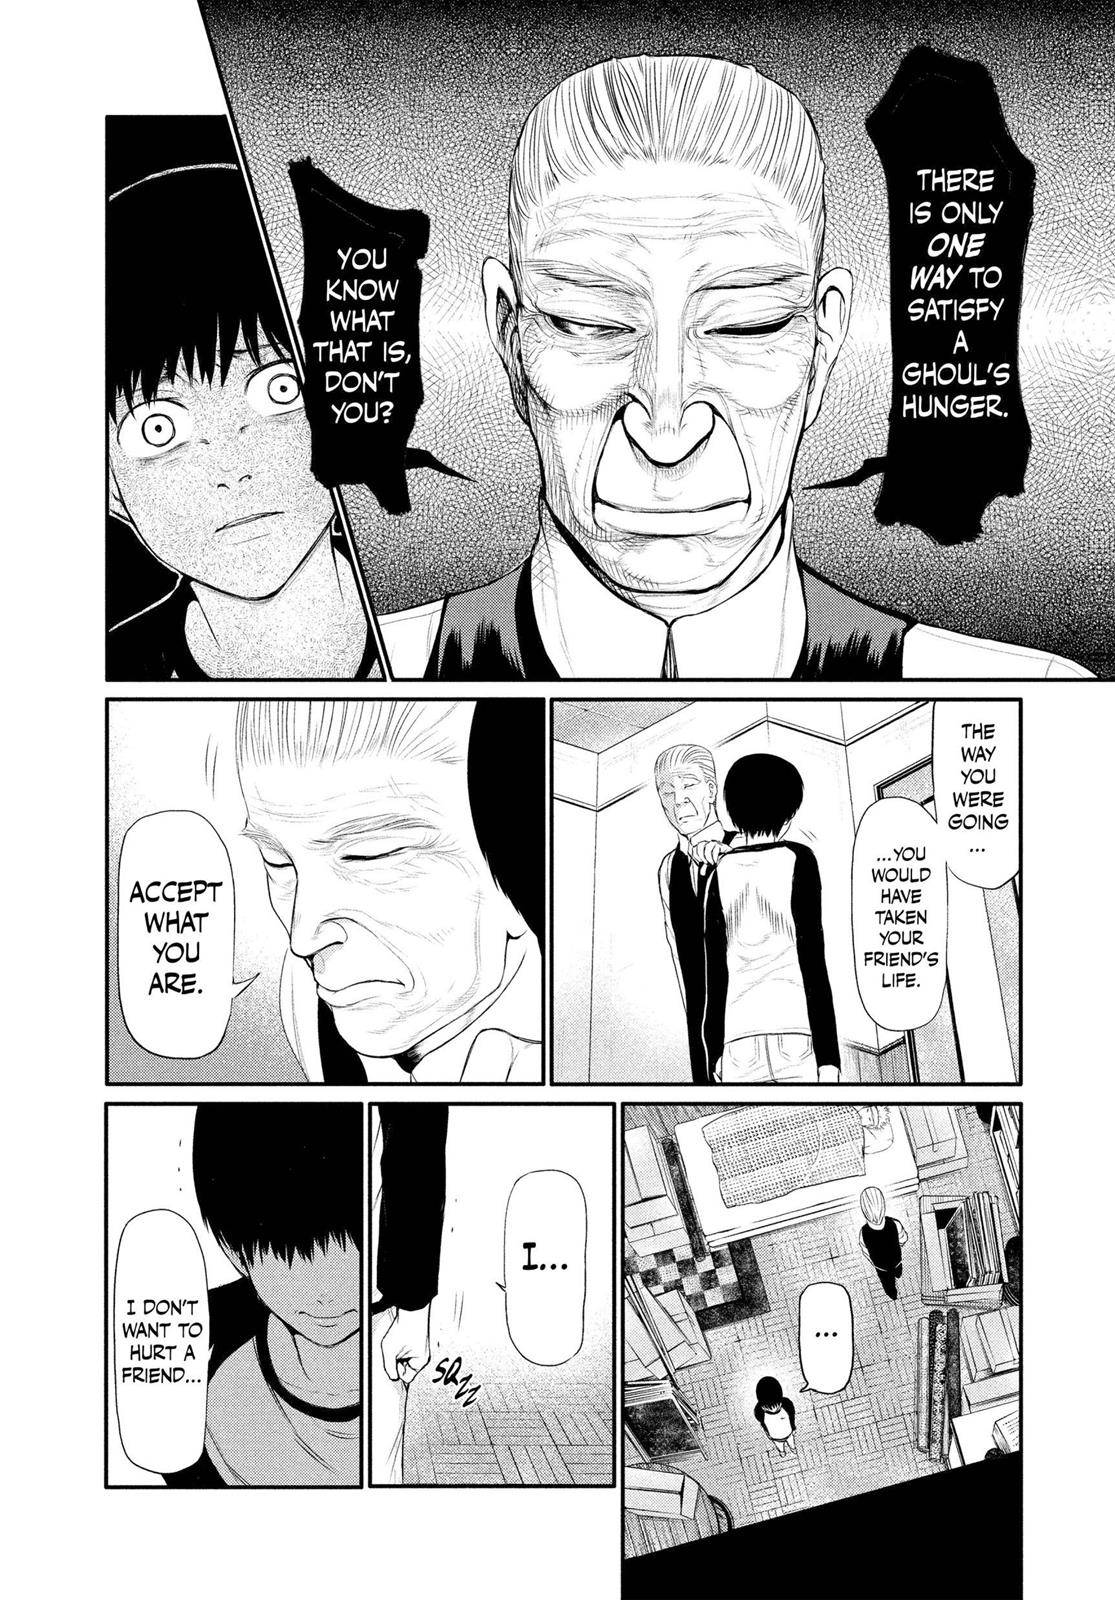 THERE
IS ONLY
ONE
WAY TO
SATISFY
A
GHOUL'S
HUNGER.
YOU
KNOW
WHAT
THAT IS,
DON'T
YOU?
THE
WAY
YOU
WERE
GOING
...
...YOU
WOULD
HAVE
TAKEN
YOUR
FRIEND'S
LIFE.
ACCEPT
WHAT
YOU
ARE.
...
I...
SQZZ
I DON'T
WANT TO
HURT A
FRIEND...